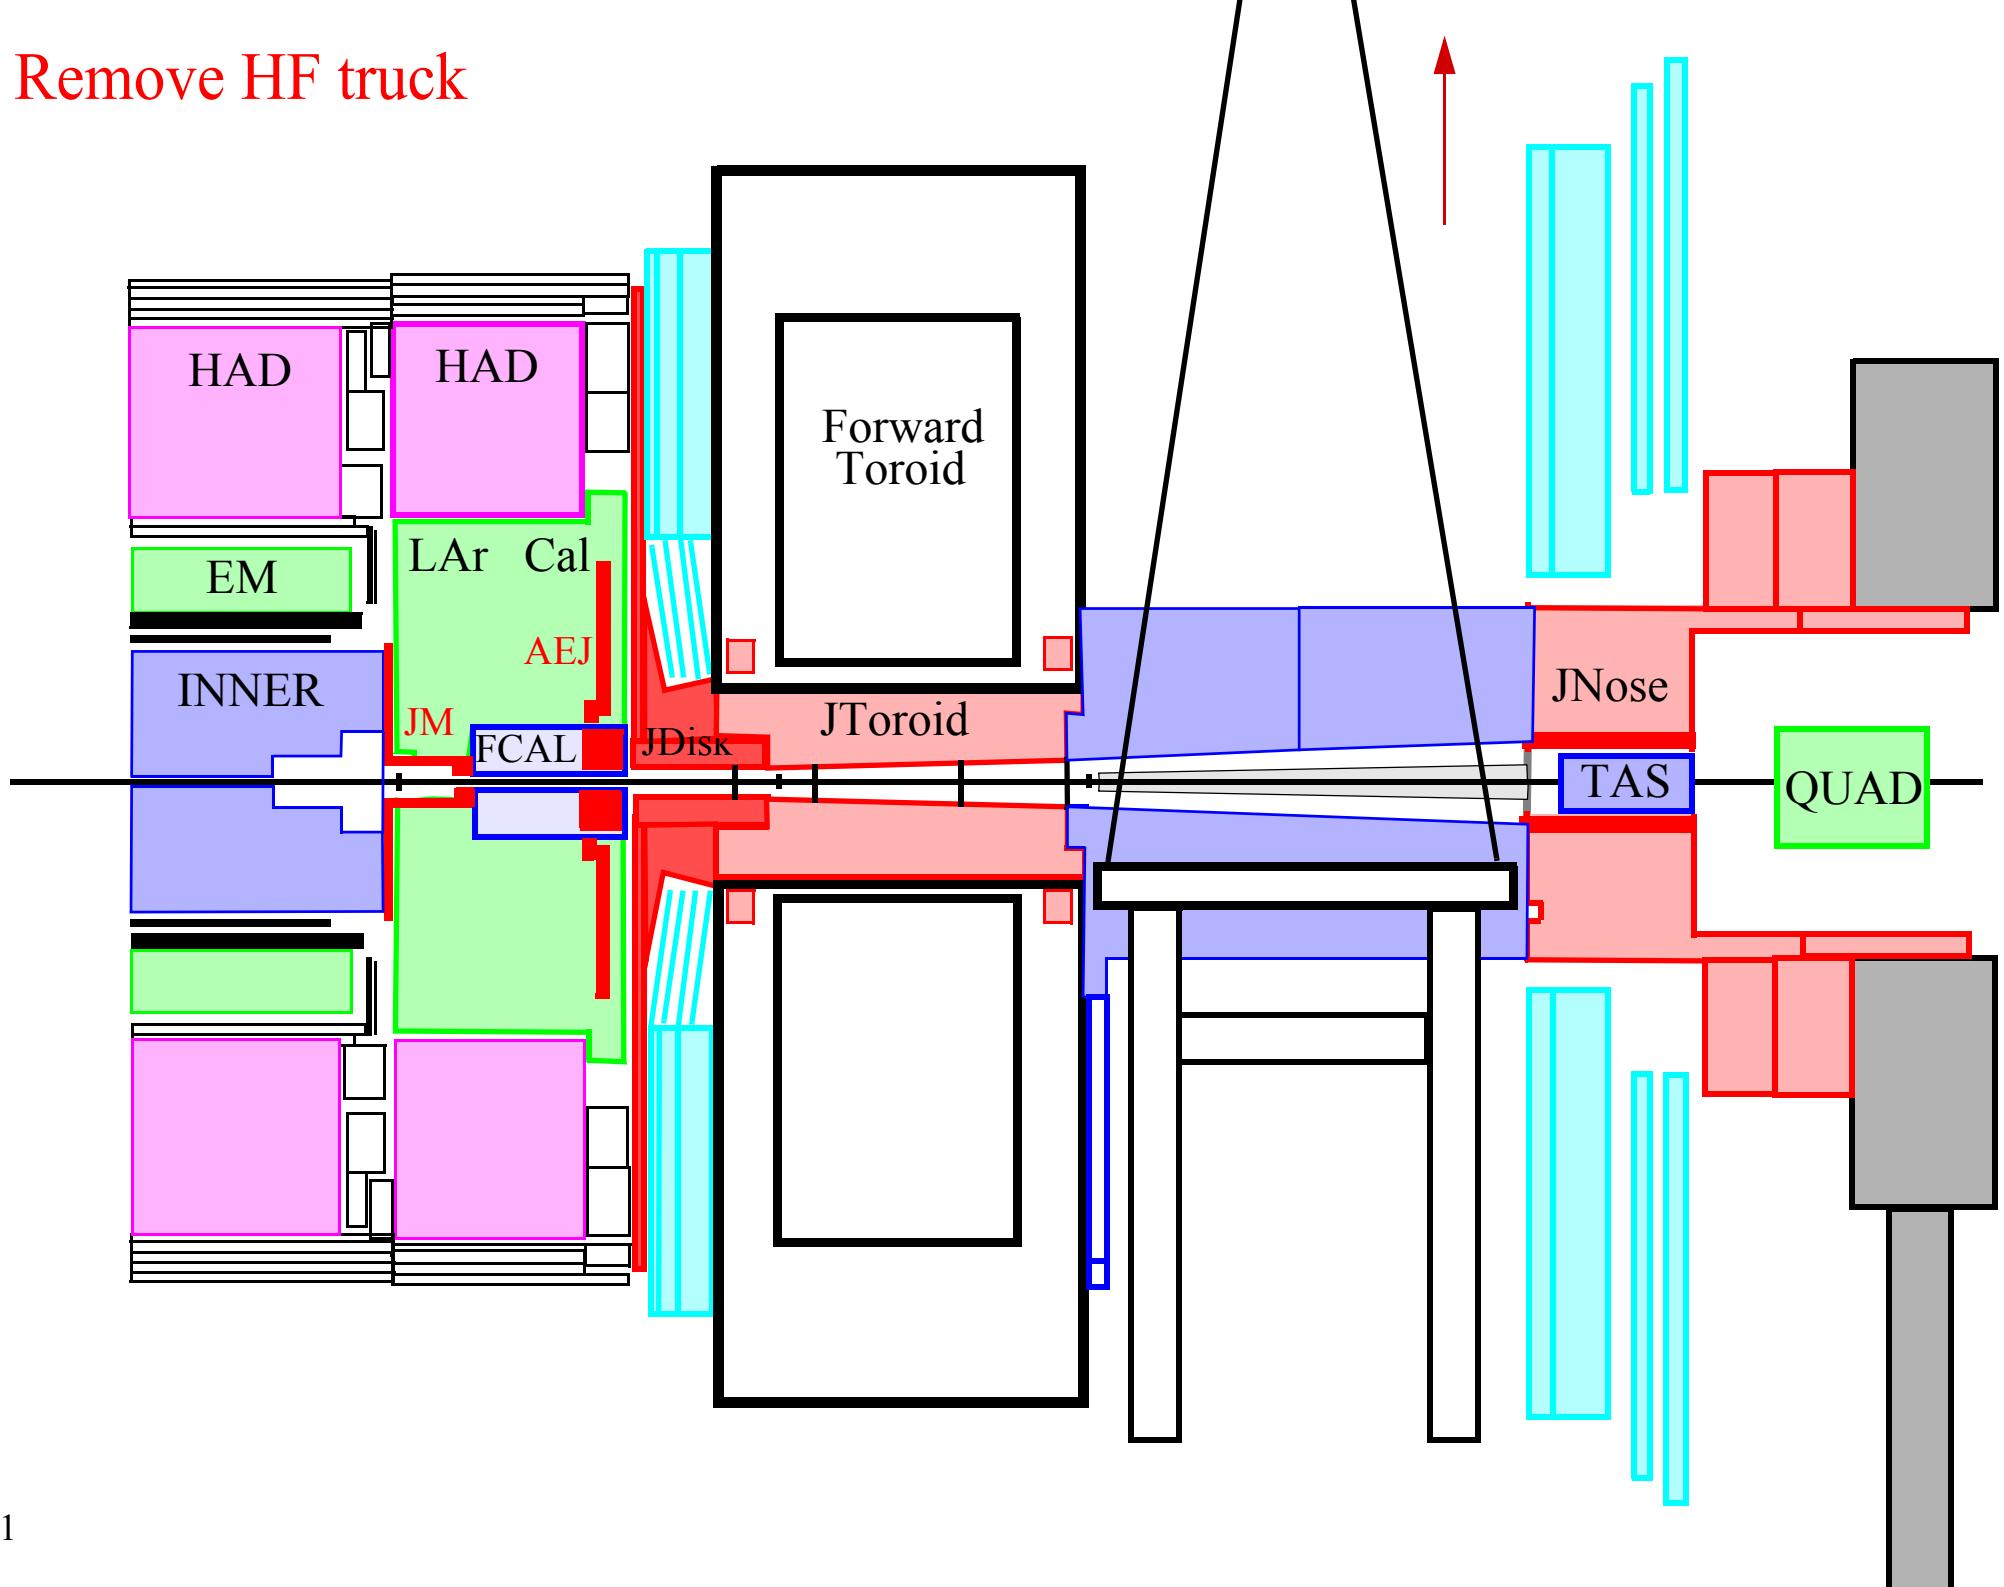 Remove HF truck
HAD
HAD
Forward
Toroid
LAr Cal
EM
AEJ
INNER
JM
JNose
JToroid
FCAL
JDisk
TAS
QUAD
1